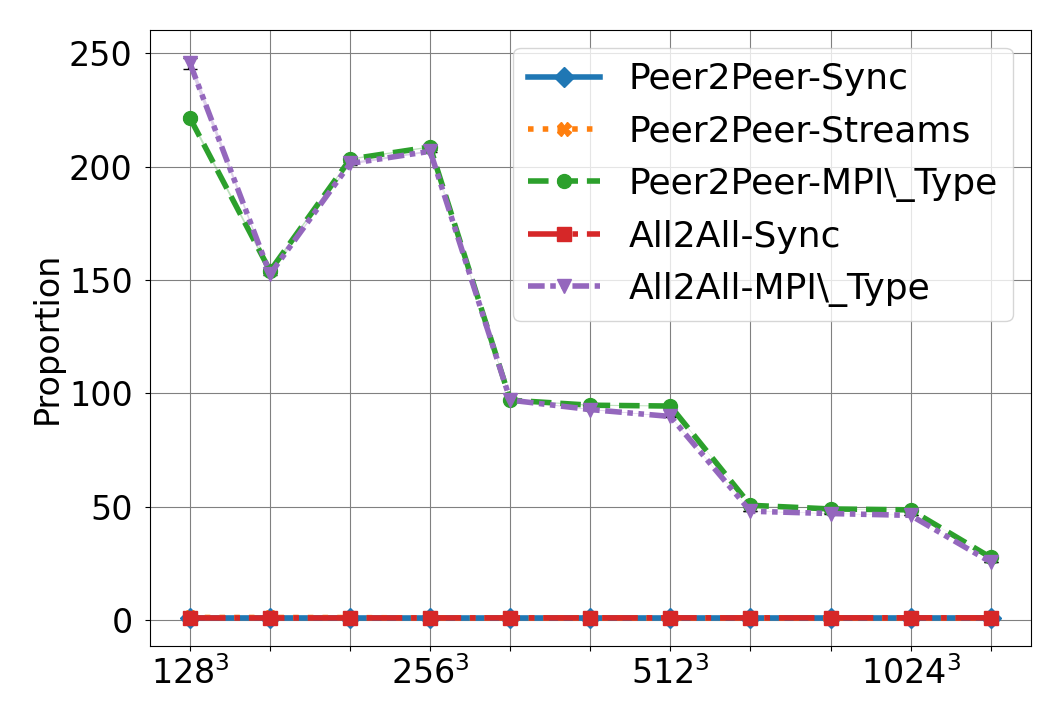 250
200
150
100
50
0
Proportion
Peer2Peer-Sync
Peer2Peer-Streams
Peer2Peer-MPI\_Type
All2All-Sync
All2All-MPI\_Type
128³ 256³ 512³ 1024³